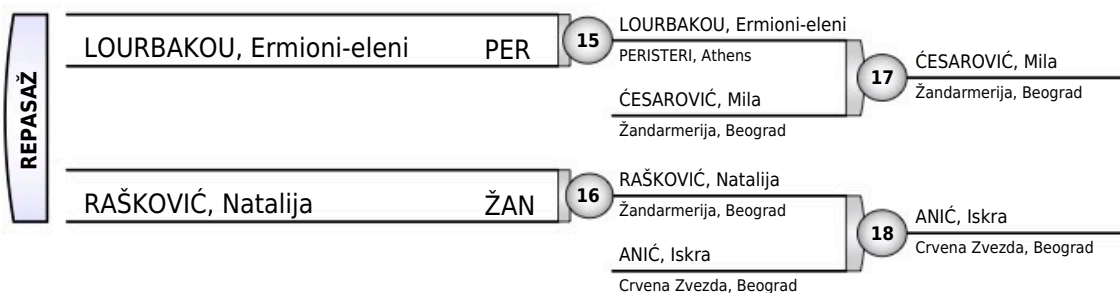 REPASAŽ
LOURBAKOU, Ermioni-eleni PER
15
LOURBAKOU, Ermioni-eleni
PERISTERI, Athens
ĆESAROVIĆ, Mila
Žandarmerija, Beograd
17
ĆESAROVIĆ, Mila
Žandarmerija, Beograd
RAŠKOVIĆ, Natalija ŽAN
16
RAŠKOVIĆ, Natalija
Žandarmerija, Beograd
ANIĆ, Iskra
Crvena Zvezda, Beograd
18
ANIĆ, Iskra
Crvena Zvezda, Beograd